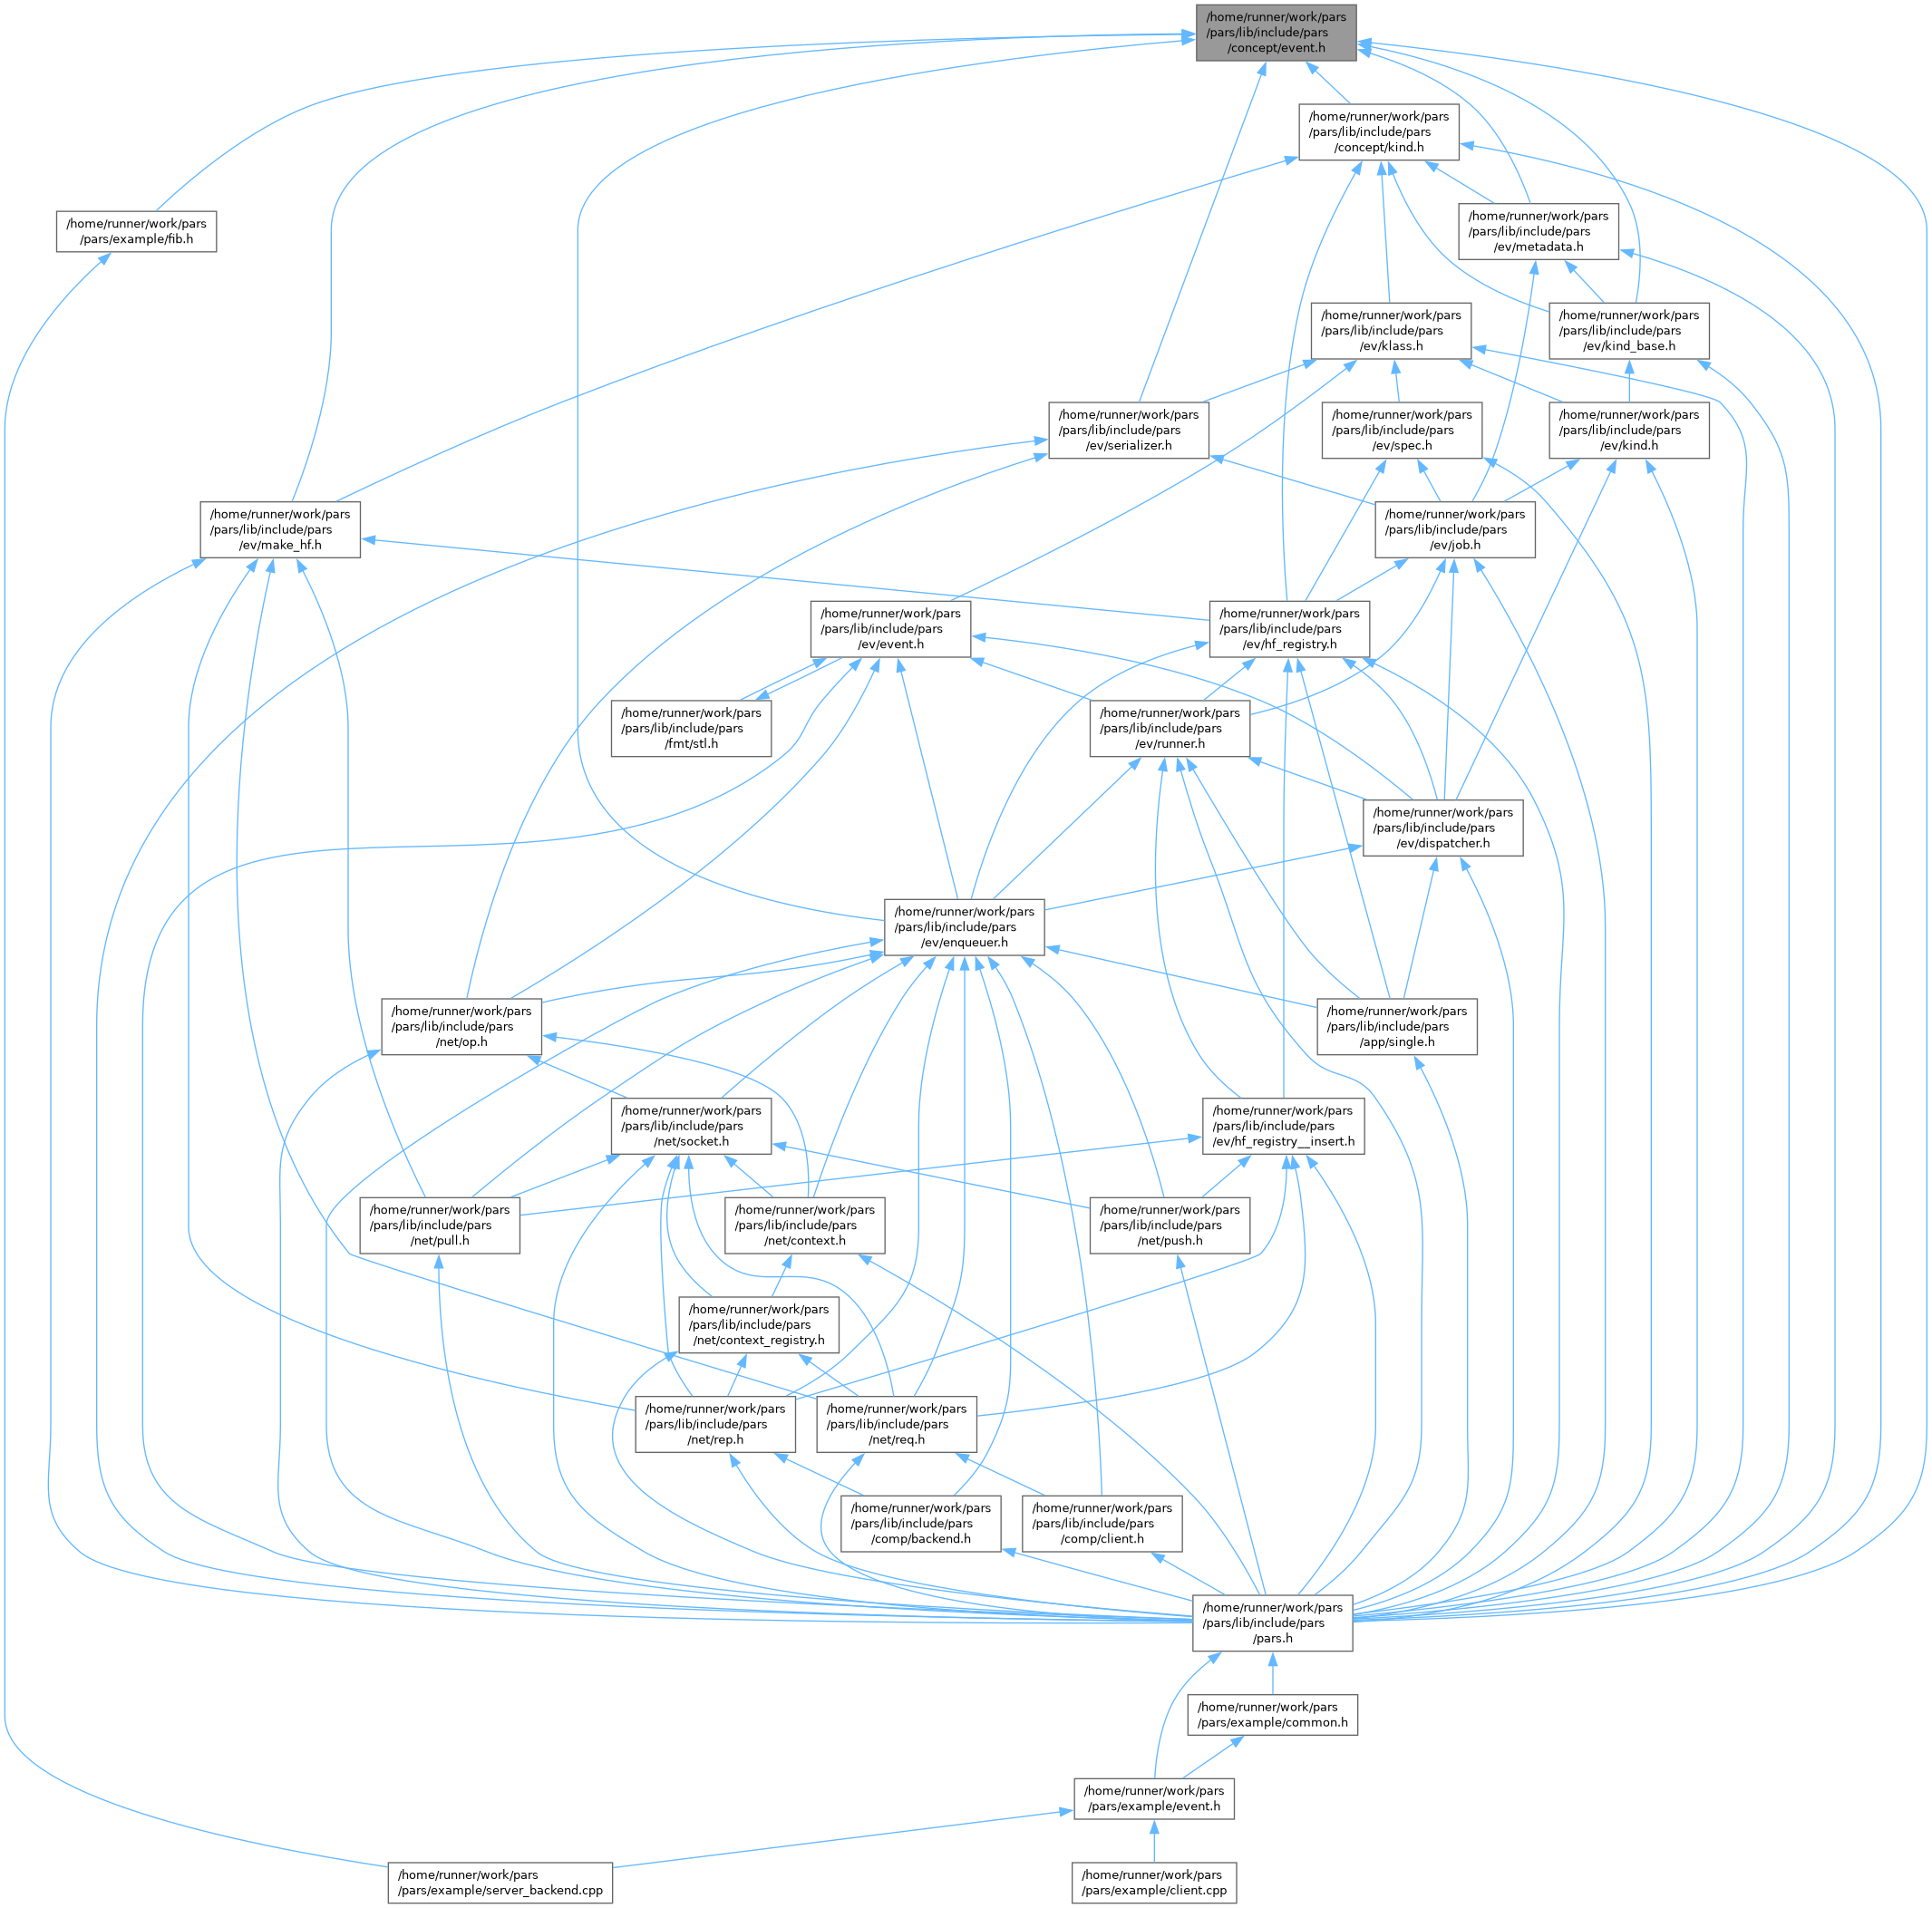 /home/runner/work/pars
/pars/lib/include/pars
/concept/event.h
/home/runner/work/pars
/pars/lib/include/pars
/concept/kind.h
/home/runner/work/pars
/pars/example/fib.h
/home/runner/work/pars
/pars/lib/include/pars
/ev/metadata.h
/home/runner/work/pars
/pars/lib/include/pars
/ev/klass.h
/home/runner/work/pars
/pars/lib/include/pars
/ev/kind_base.h
/home/runner/work/pars
/pars/lib/include/pars
/ev/serializer.h
/home/runner/work/pars
/pars/lib/include/pars
/ev/spec.h
/home/runner/work/pars
/pars/lib/include/pars
/ev/kind.h
/home/runner/work/pars
/pars/lib/include/pars
/ev/make_hf.h
/home/runner/work/pars
/pars/lib/include/pars
/ev/job.h
/home/runner/work/pars
/pars/lib/include/pars
/ev/event.h
/home/runner/work/pars
/pars/lib/include/pars
/ev/hf_registry.h
/home/runner/work/pars
/pars/lib/include/pars
/fmt/stl.h
/home/runner/work/pars
/pars/lib/include/pars
/ev/runner.h
/home/runner/work/pars
/pars/lib/include/pars
/ev/dispatcher.h
/home/runner/work/pars
/pars/lib/include/pars
/ev/enqueuer.h
/home/runner/work/pars
/pars/lib/include/pars
/net/op.h
/home/runner/work/pars
/pars/lib/include/pars
/app/single.h
/home/runner/work/pars
/pars/lib/include/pars
/net/socket.h
/home/runner/work/pars
/pars/lib/include/pars
/ev/hf_registry__insert.h
/home/runner/work/pars
/pars/lib/include/pars
/net/pull.h
/home/runner/work/pars
/pars/lib/include/pars
/net/context.h
/home/runner/work/pars
/pars/lib/include/pars
/net/push.h
/home/runner/work/pars
/pars/lib/include/pars
/net/context_registry.h
/home/runner/work/pars
/pars/lib/include/pars
/net/rep.h
/home/runner/work/pars
/pars/lib/include/pars
/net/req.h
/home/runner/work/pars
/pars/lib/include/pars
/comp/backend.h
/home/runner/work/pars
/pars/lib/include/pars
/comp/client.h
/home/runner/work/pars
/pars/lib/include/pars
/pars.h
/home/runner/work/pars
/pars/example/common.h
/home/runner/work/pars
/pars/example/event.h
/home/runner/work/pars
/pars/example/server_backend.cpp
/home/runner/work/pars
/pars/example/client.cpp